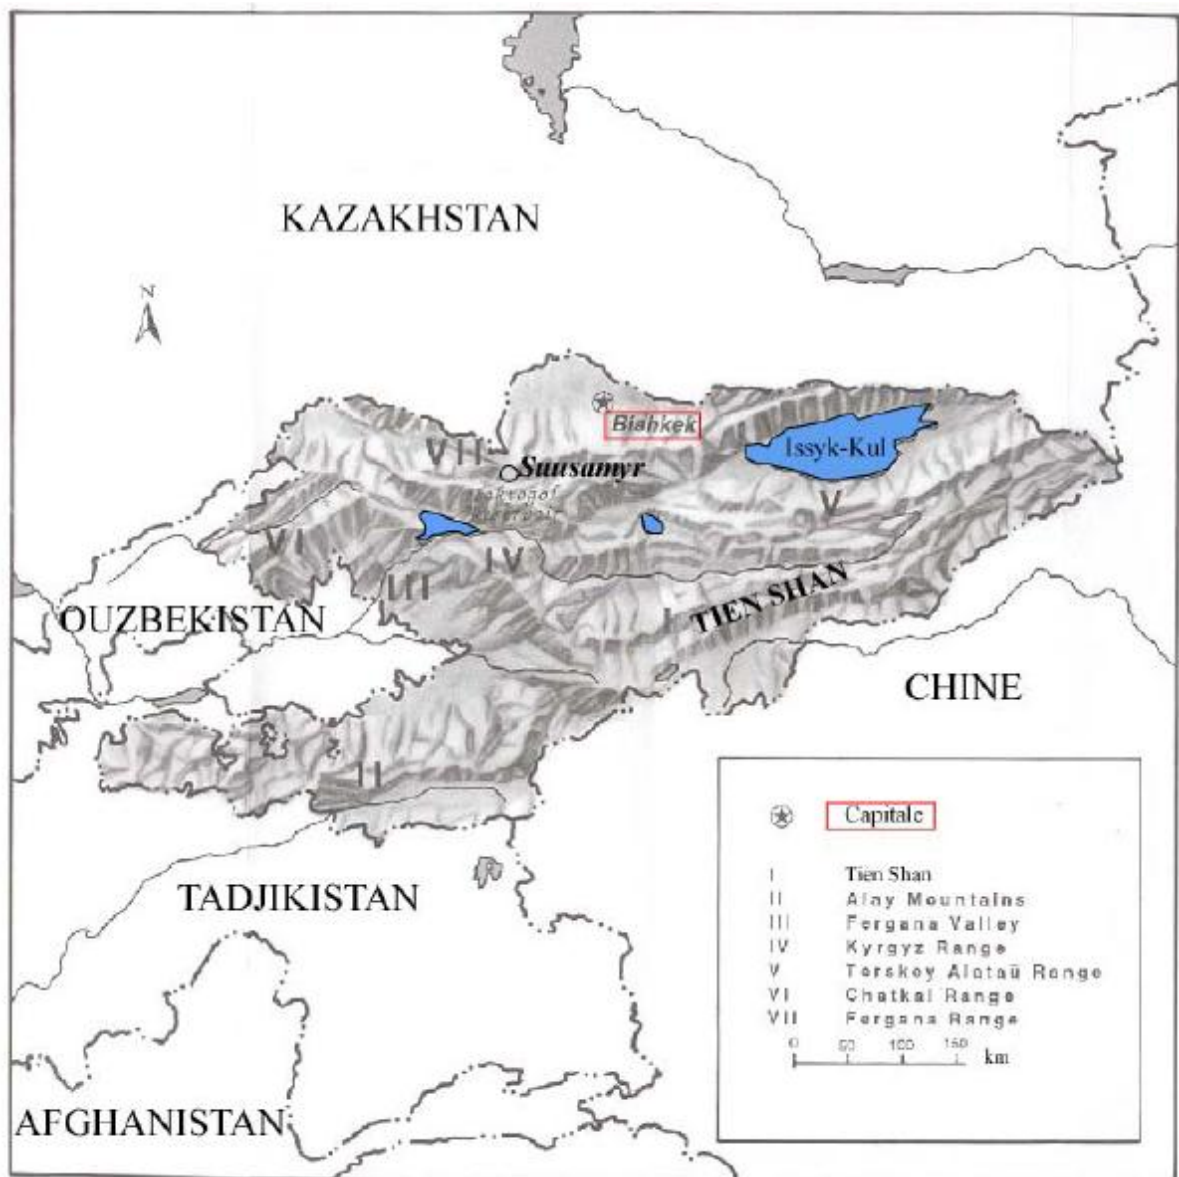 KAZAKHSTAN
N
Bishkek
Issyk-Kul
VII
Suusamyr
V
VI
IV
III
OUZBEKISTAN
I
TIEN SHAN
CHINE
II
TADJIKISTAN
AFGHANISTAN
Capitale
I Tien Shan
II Alay Mountains
III Fergana Valley
IV Kyrgyz Range
V Terskey Alataū Range
VI Chatkal Range
VII Fergana Range
0 50 100 150
km